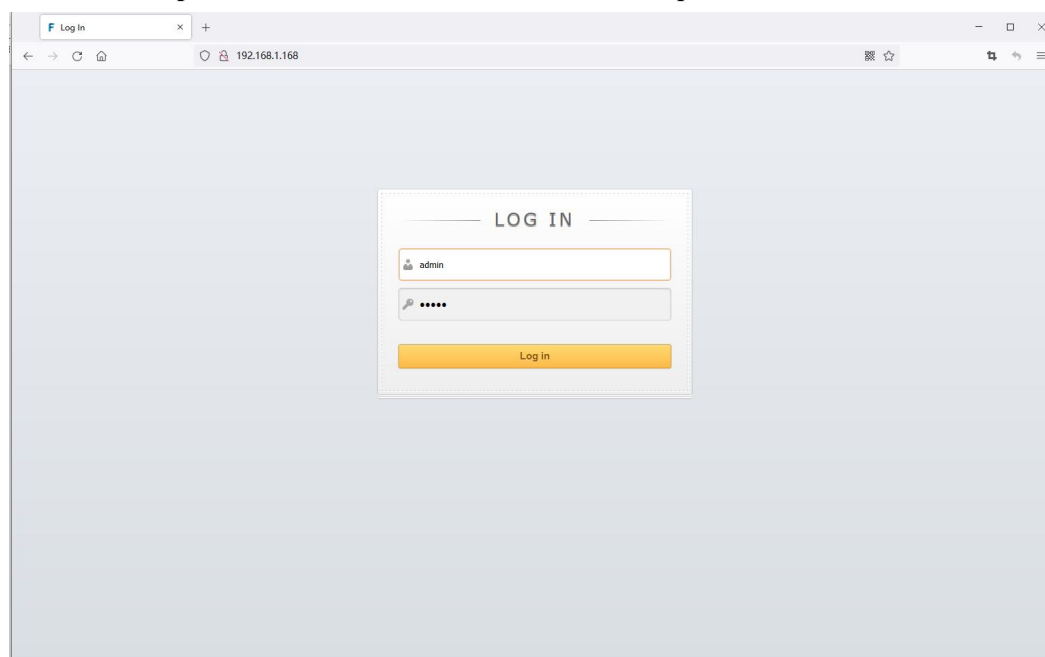 F Log In
192.168.1.168
LOG IN
admin
•••••
Log in